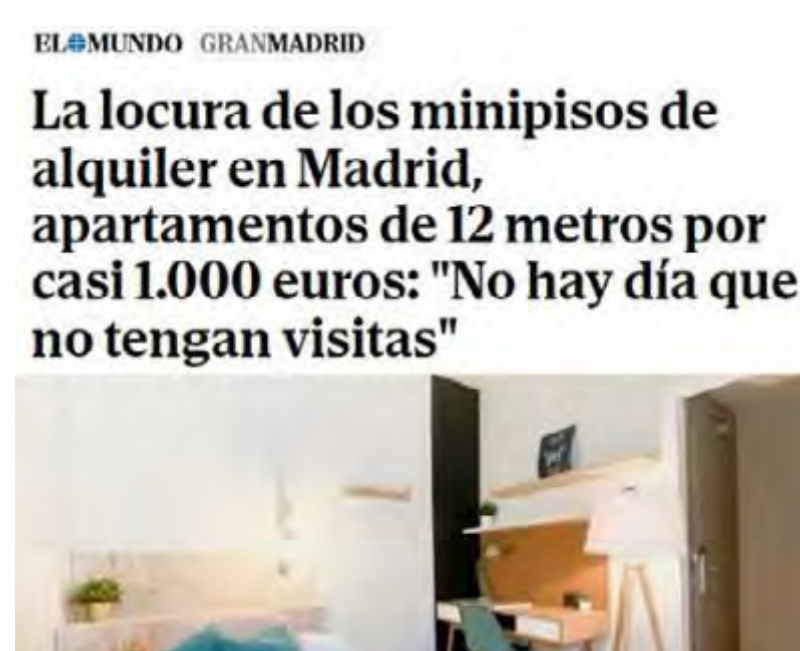 EL MUNDO GRANMADRID
La locura de los minipisos de
alquiler en Madrid,
apartamentos de 12 metros por
casi 1.000 euros: "No hay día que
no tengan visitas"